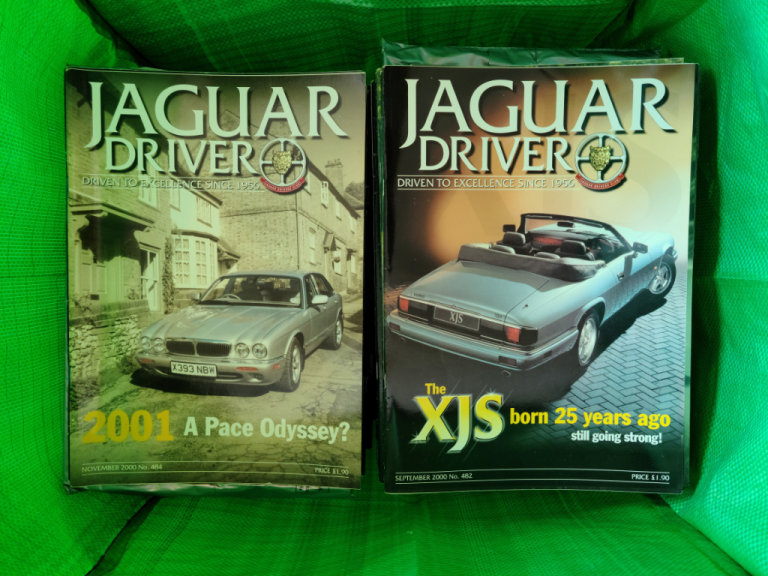 JAGUAR
DRIVER
DRIVEN TO EXCELLENCE SINCE 1956
X393 NBW
2001 A Pace Odyssey?
NOVEMBER 2000 No. 484
PRICE £1.90
JAGUAR
DRIVER
DRIVEN TO EXCELLENCE SINCE 1956
XJS
The
XJS born 25 years ago
still going strong!
SEPTEMBER 2000 No. 482
PRICE £1.90